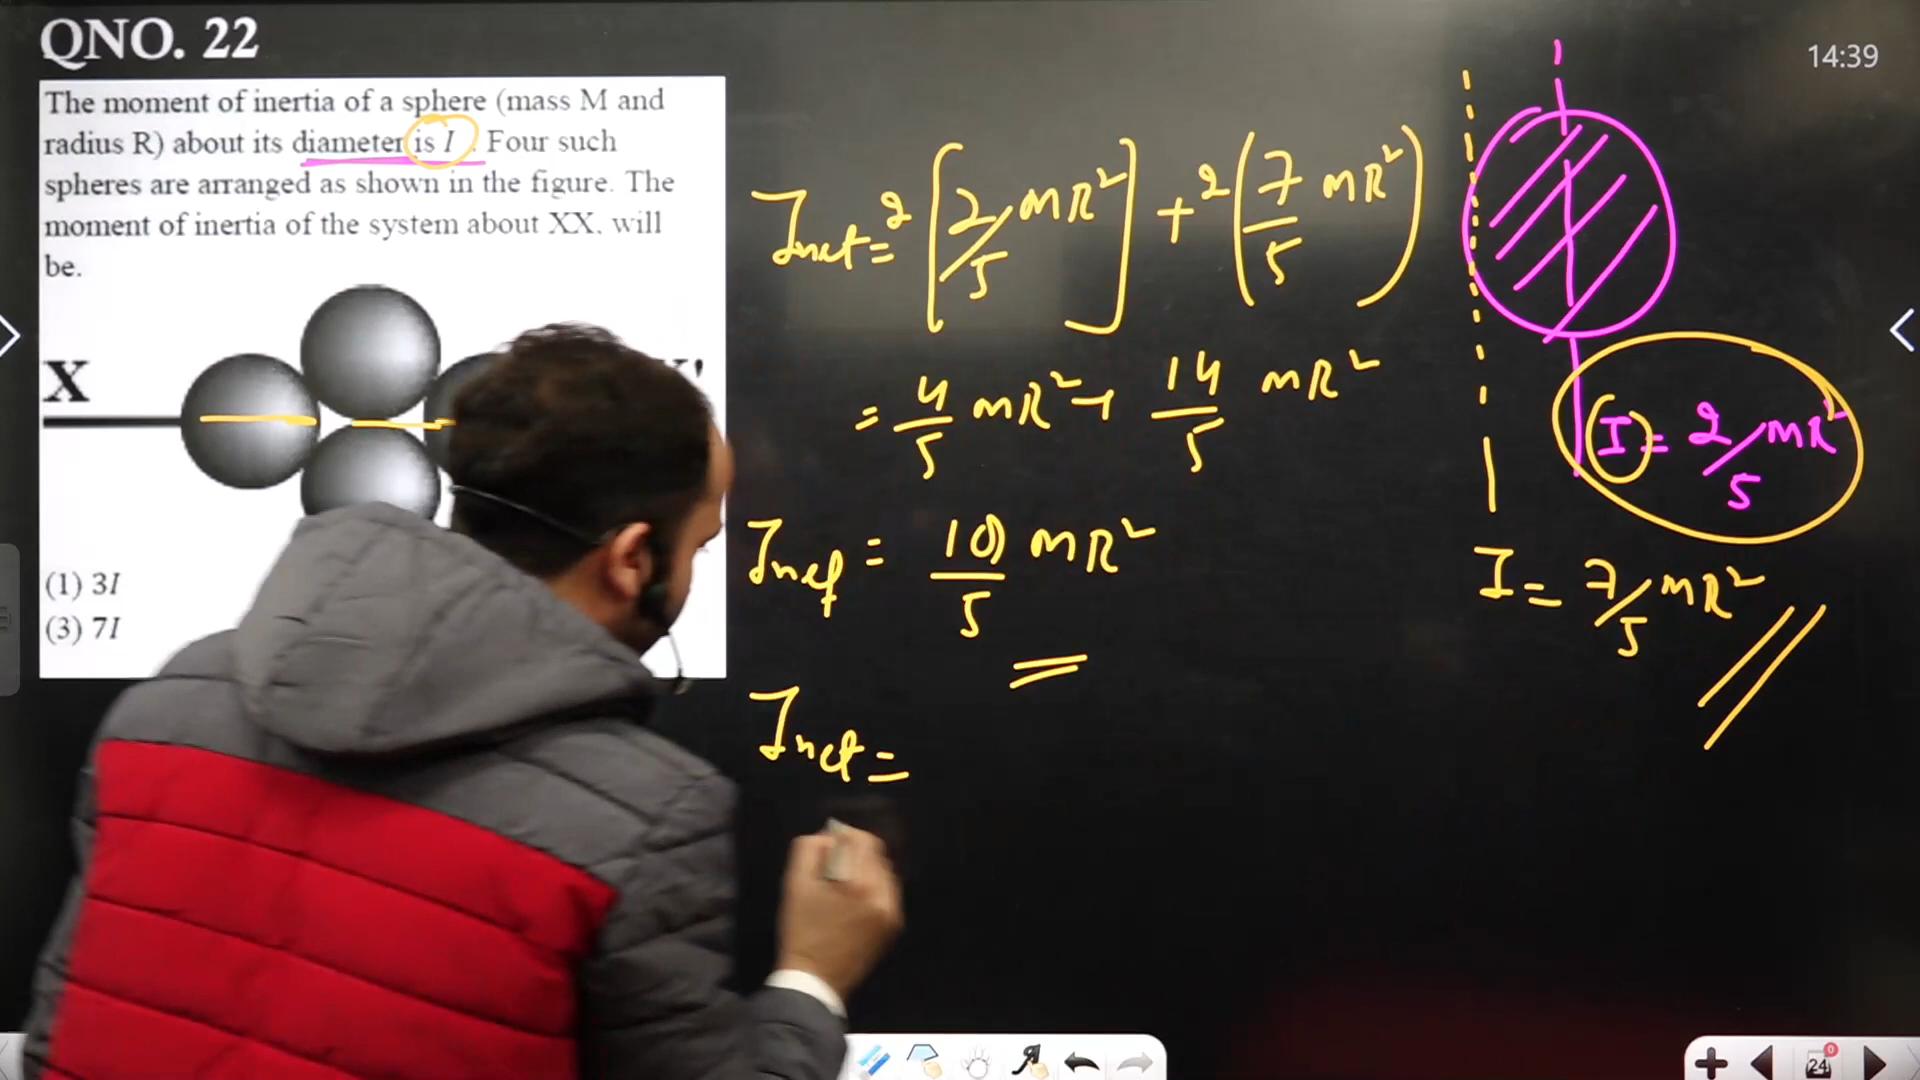 QNO. 22
14:39
The moment of inertia of a sphere (mass M and
radius R) about its diameter is I . Four such
spheres are arranged as shown in the figure. The
moment of inertia of the system about XX, will
be.
X
X'
(1) 3I
(3) 7I
Inet = 2 [2/5 MR²] + 2 (7/5 MR²)
= 4/5 MR² + 14/5 MR²
= 18/5 MR²
Inet =
I = 2/5 MR²
I = 7/5 MR²
24
0